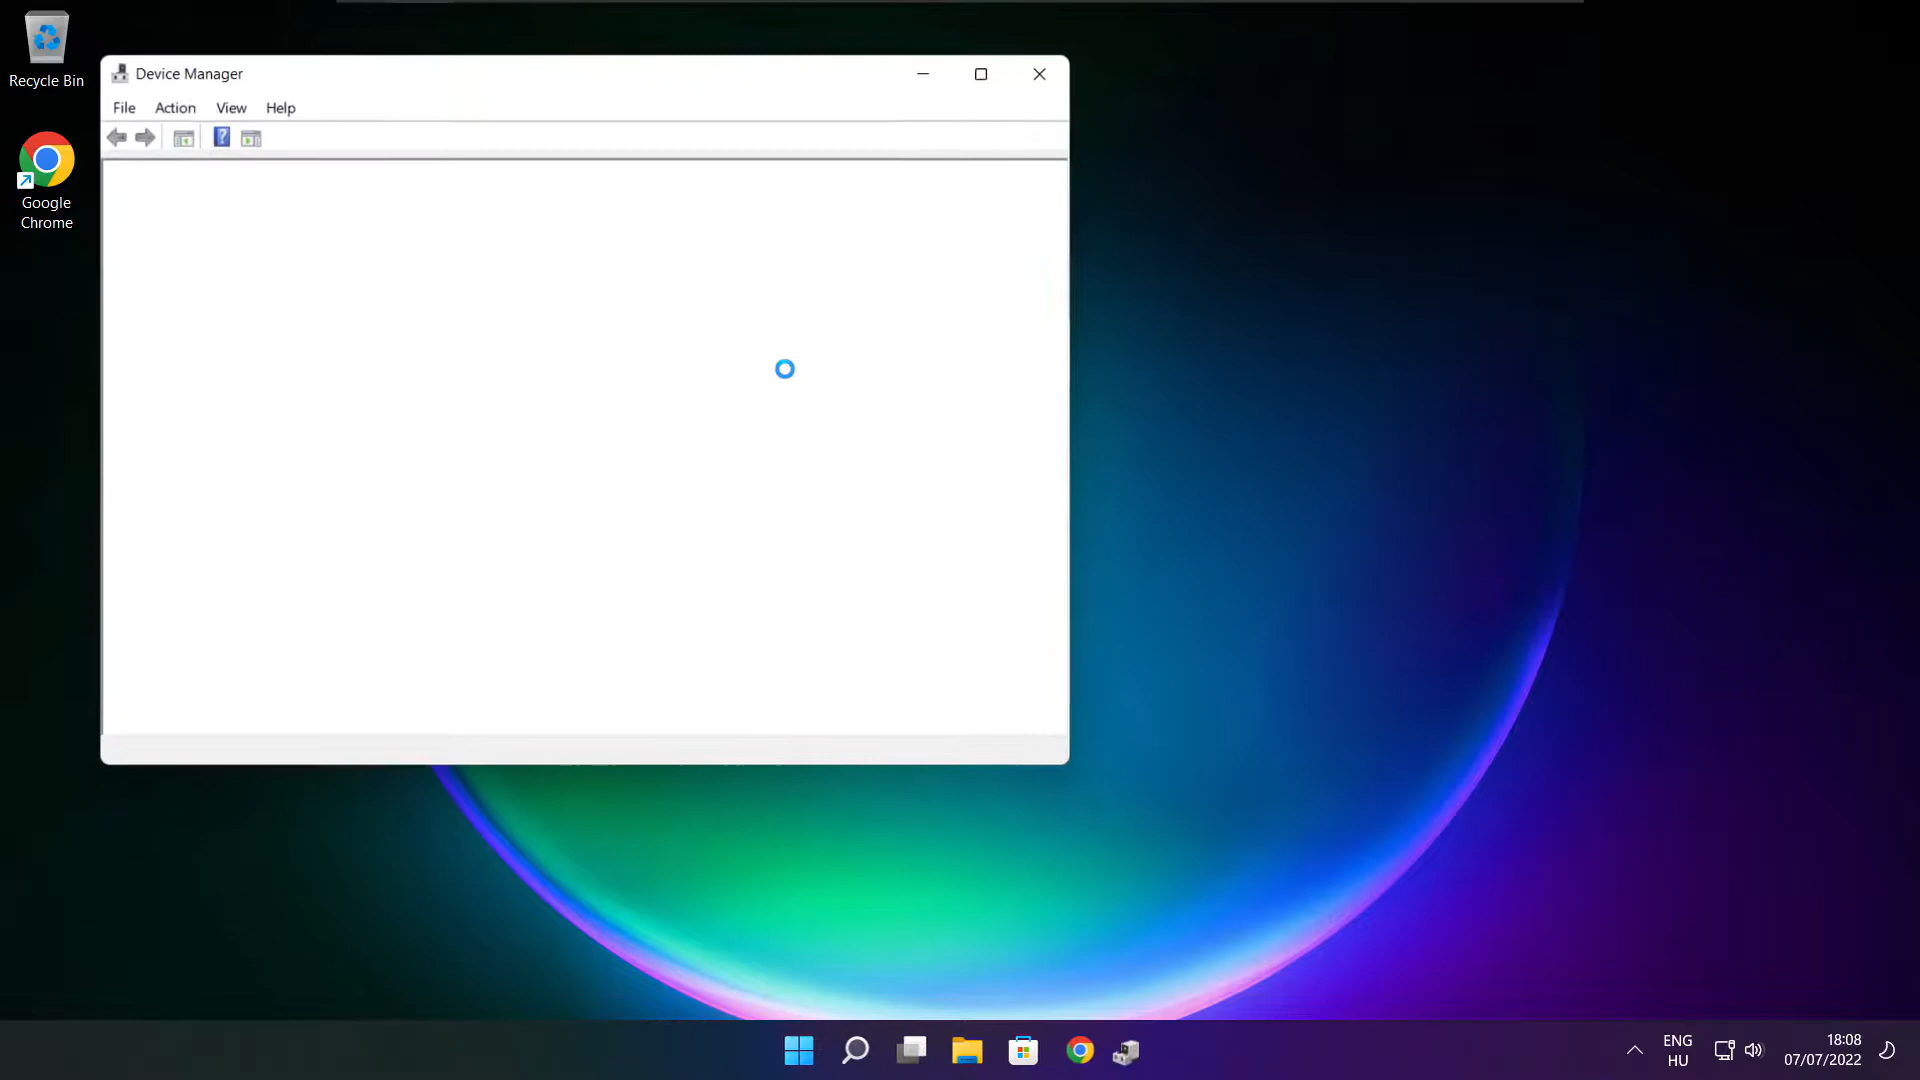 Recycle Bin
Google
Chrome
Device Manager
File Action View Help
ENG
HU
18:08
07/07/2022